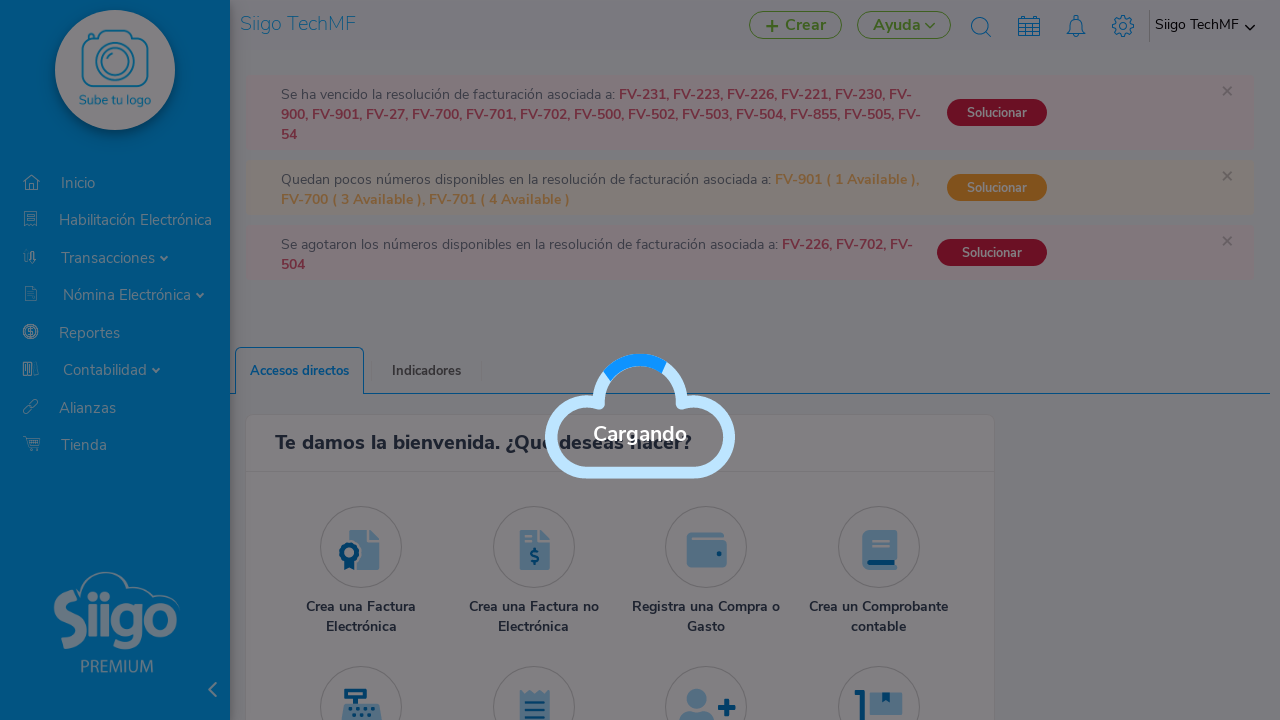 Siigo TechMF
Crear
Ayuda
Siigo TechMF
Sube tu logo
Inicio
Habilitación Electrónica
Transacciones
Nómina Electrónica
Reportes
Contabilidad
Alianzas
Tienda
Siigo
PREMIUM
Se ha vencido la resolución de facturación asociada a: FV-231, FV-223, FV-226, FV-221, FV-230, FV-
900, FV-901, FV-27, FV-700, FV-701, FV-702, FV-500, FV-502, FV-503, FV-504, FV-855, FV-505, FV-
54
Solucionar
×
Quedan pocos números disponibles en la resolución de facturación asociada a: FV-901 ( 1 Available ),
FV-700 ( 3 Available ), FV-701 ( 4 Available )
Solucionar
×
Se agotaron los números disponibles en la resolución de facturación asociada a: FV-226, FV-702, FV-
504
Solucionar
×
Accesos directos
Indicadores
Cargando
Te damos la bienvenida. ¿Qué deseas hacer?
Crea una Factura
Electrónica
Crea una Factura no
Electrónica
Registra una Compra o
Gasto
Crea un Comprobante
contable